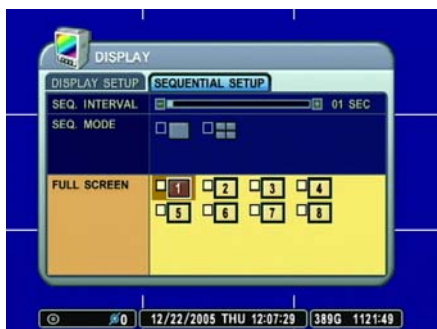 DISPLAY
DISPLAY SETUP SEQUENTIAL SETUP
SEQ. INTERVAL 01 SEC
SEQ. MODE
FULL SCREEN 1 2 3 4
5 6 7 8
0 12/22/2005 THU 12:07:29 389G 1121:49